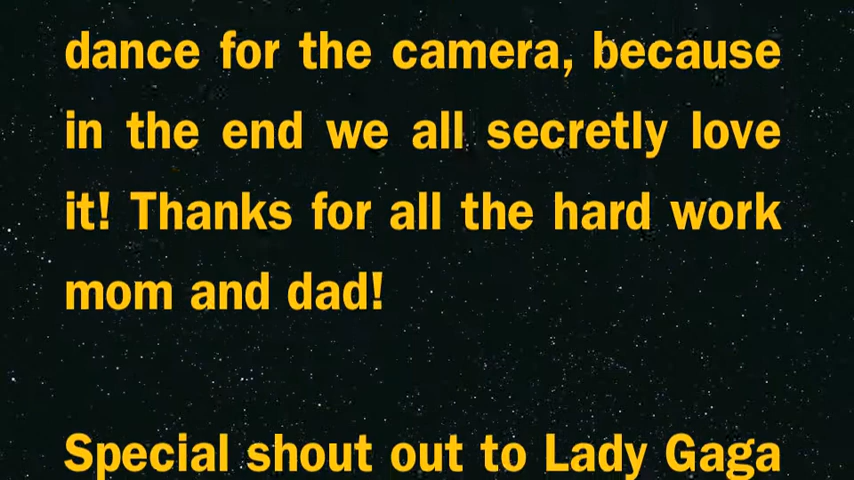 dance for the camera, because
in the end we all secretly love
it! Thanks for all the hard work
mom and dad!
Special shout out to Lady Gaga